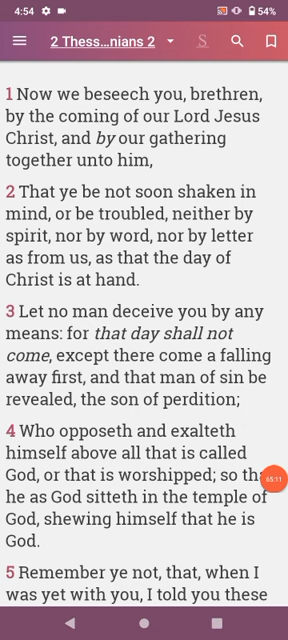 4:54 54%
2 Thess...nians 2 S
1 Now we beseech you, brethren,
by the coming of our Lord Jesus
Christ, and by our gathering
together unto him,
2 That ye be not soon shaken in
mind, or be troubled, neither by
spirit, nor by word, nor by letter
as from us, as that the day of
Christ is at hand.
3 Let no man deceive you by any
means: for that day shall not
come, except there come a falling
away first, and that man of sin be
revealed, the son of perdition;
4 Who opposeth and exalteth
himself above all that is called
God, or that is worshipped; so
he as God sitteth in the temple of
65:11
God, shewing himself that he is
God.
5 Remember ye not, that, when I
was yet with you, I told you these